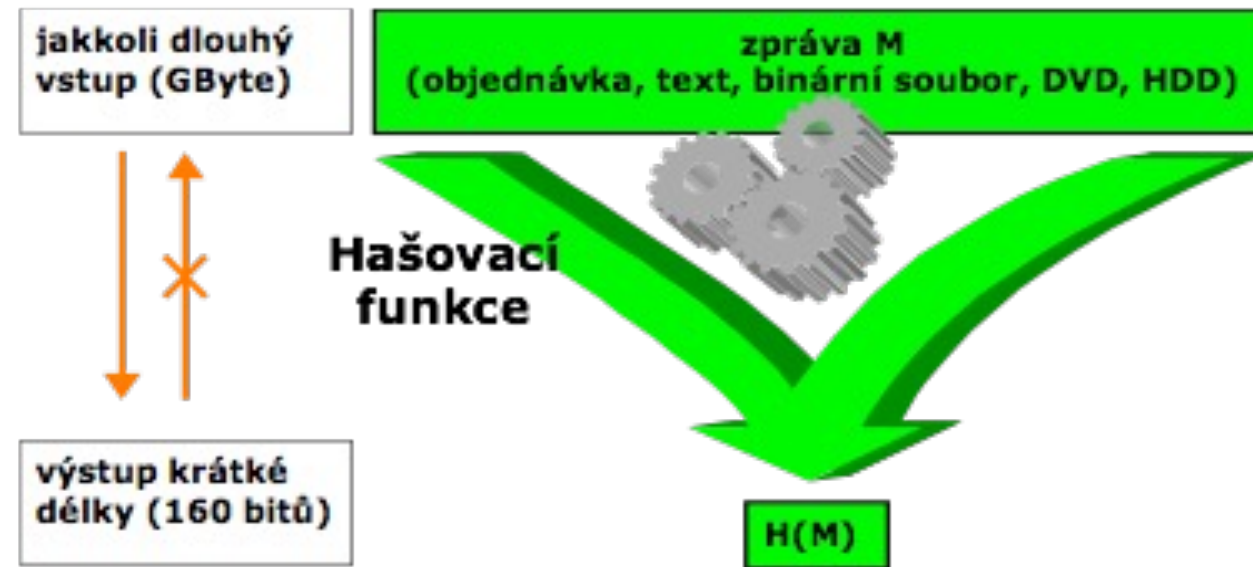 jakkoli dlouhý
vstup (GByte)
zpráva M
(objednávka, text, binární soubor, DVD, HDD)
Hašovací
funkce
výstup krátké
délky (160 bitů)
H(M)